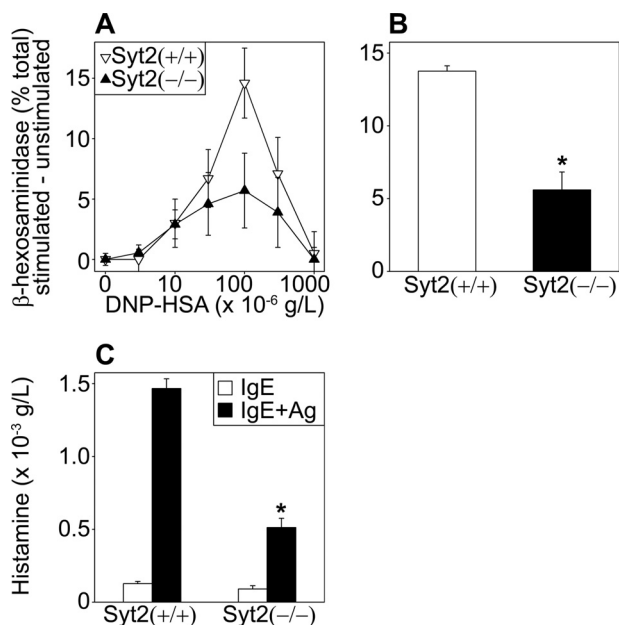 A
Syt2(+/+)
Syt2(−/−)
15
10
5
0
0
10
100
1000
DNP-HSA (x 10⁻⁶ g/L)
β-hexosaminidase (% total)
stimulated - unstimulated
B
15
10
5
0
*
Syt2(+/+)
Syt2(−/−)
C
IgE
IgE+Ag
1.5
1.0
0.5
0
*
Histamine (x 10⁻³ g/L)
Syt2(+/+)
Syt2(−/−)